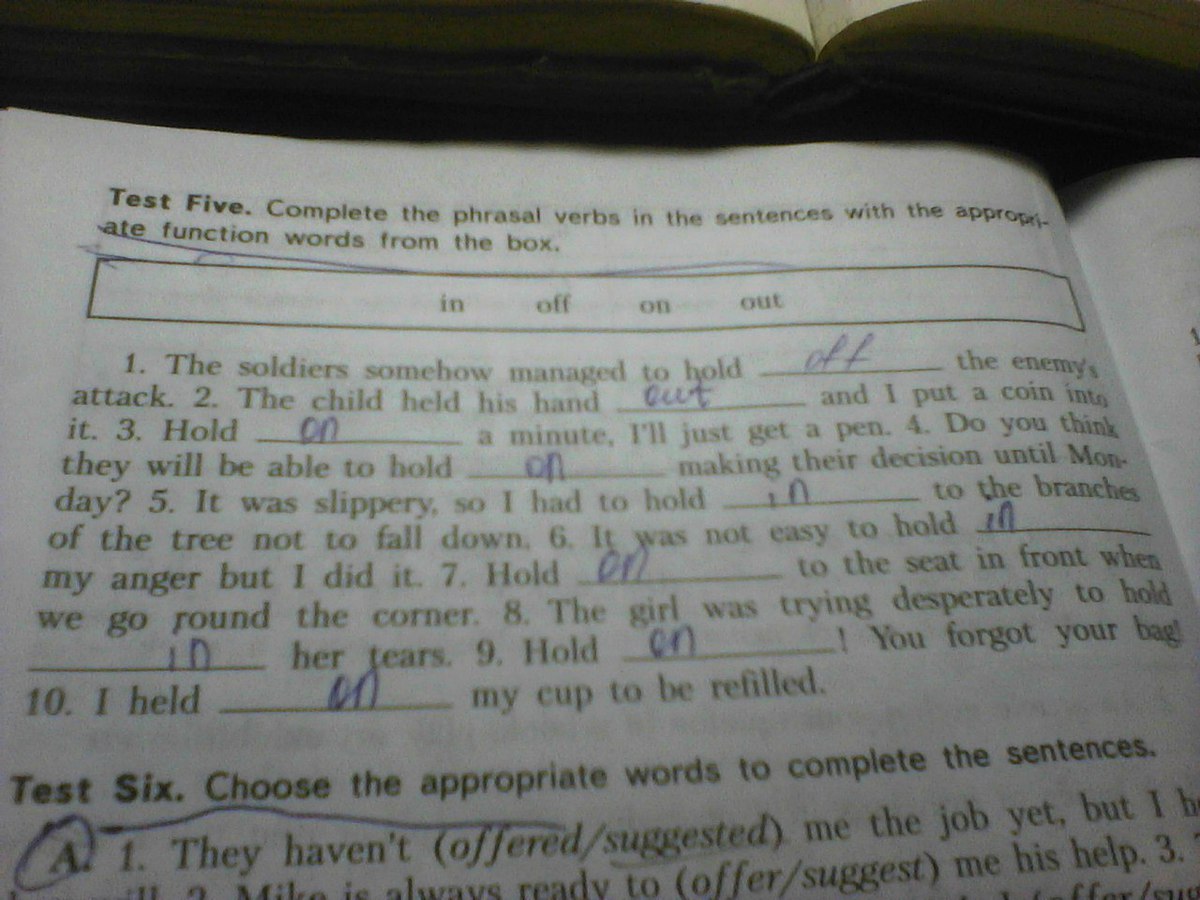 Test Five. Complete the phrasal verbs in the sentences with the appropri-
ate function words from the box.
in off on out
1. The soldiers somehow managed to hold off the enemy's
attack. 2. The child held his hand out and I put a coin into
it. 3. Hold on a minute, I'll just get a pen. 4. Do you think
they will be able to hold on making their decision until Mon-
day? 5. It was slippery, so I had to hold in to the branches
of the tree not to fall down. 6. It was not easy to hold in
my anger but I did it. 7. Hold on to the seat in front when
we go round the corner. 8. The girl was trying desperately to hold
in her tears. 9. Hold on! You forgot your bag!
10. I held on my cup to be refilled.
Test Six. Choose the appropriate words to complete the sentences.
A. 1. They haven't (offered/suggested) me the job yet, but I
2. Mike is always ready to (offer/suggest) me his help. 3.